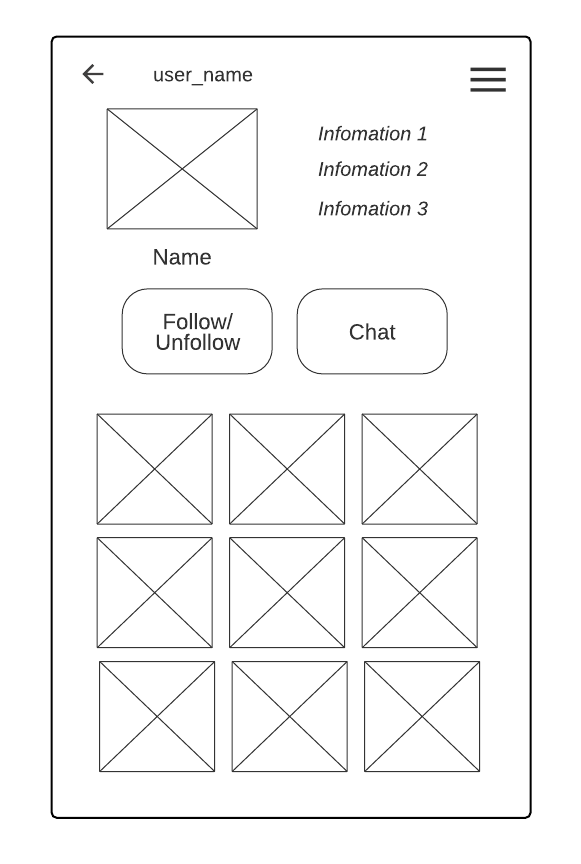 user_name
Infomation 1
Infomation 2
Infomation 3
Name
Follow/
Unfollow
Chat